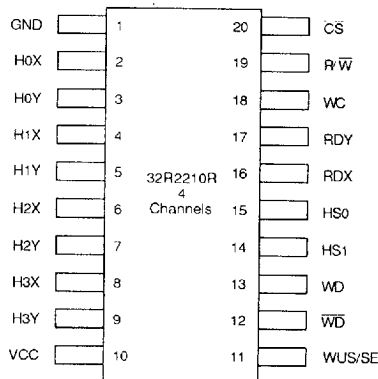 GND 1 20 C̅S̅
H0X 2 19 R/W̅
H0Y 3 18 WC
H1X 4 17 RDY
H1Y 5 16 RDX
32R2210R
4
Channels
H2X 6 15 HS0
H2Y 7 14 HS1
H3X 8 13 WD
H3Y 9 12 W̅D̅
VCC 10 11 WUS/SE